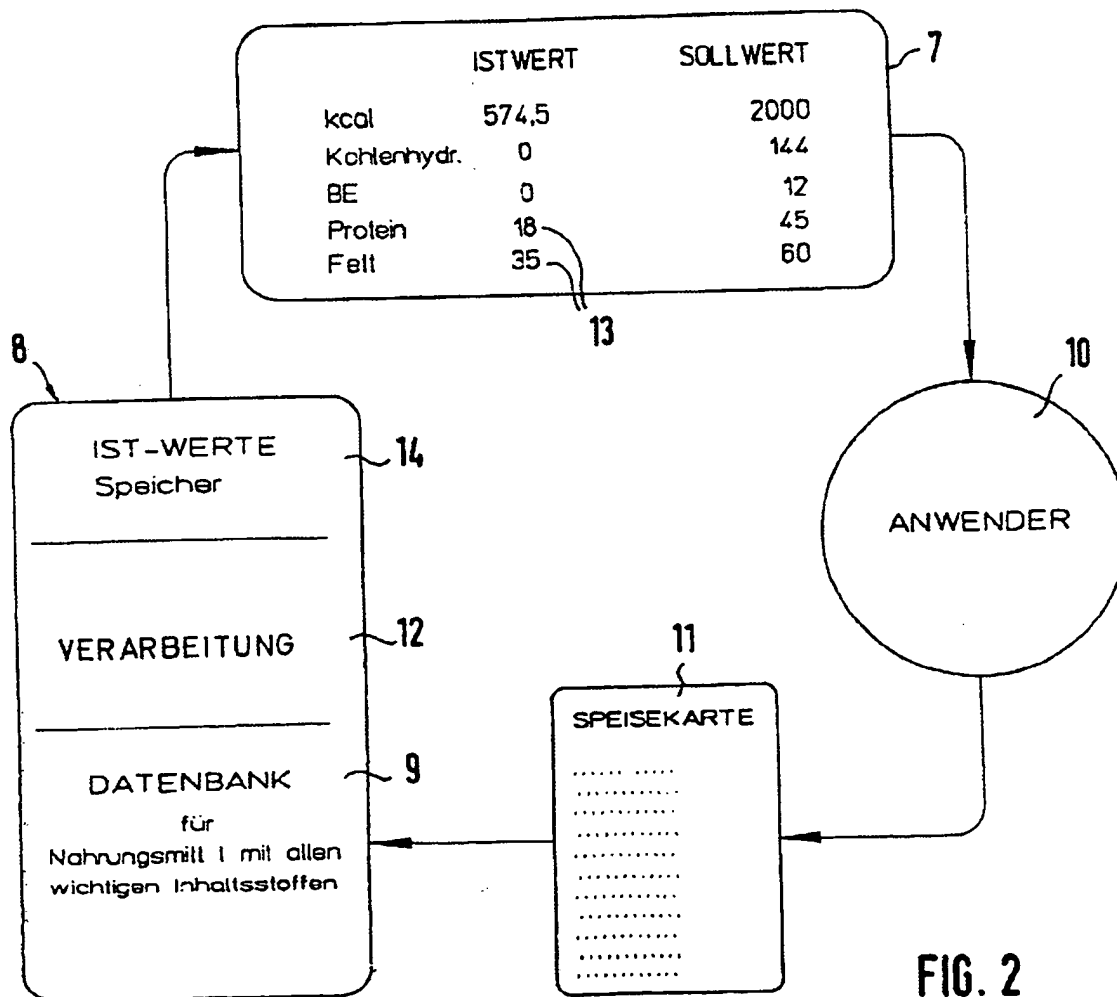 ISTWERT SOLLWERT 7
kcal 574,5 2000
Kohlenhydr. 0 144
BE 0 12
Protein 18 45
Fett 35 60
13
8
10
IST-WERTE 14
Speicher
ANWENDER
VERARBEITUNG 12
11
SPEISEKARTE
DATENBANK 9
für
Nahrungsmitt l mit allen
wichtigen Inhaltsstoffen
FIG. 2